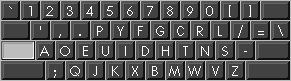 ` 1 2 3 4 5 6 7 8 9 0 [ ]
' , . P Y F G C R L / = \
A O E U I D H T N S -
; Q J K X B M W V Z